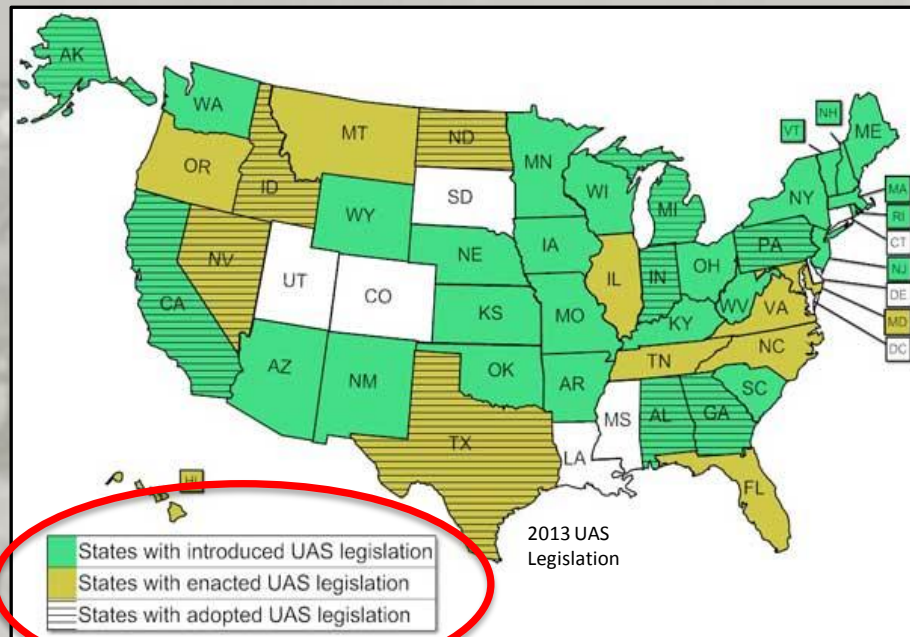 AK
WA
MT
ND
MN
VT
NH
ME
OR
ID
SD
WI
MI
NY
MA
RI
CT
NJ
DE
MD
DC
WY
NE
IA
PA
NV
UT
CO
IL
IN
OH
WV
VA
CA
KS
MO
KY
AZ
NM
OK
AR
TN
NC
SC
MS
AL
GA
TX
LA
FL
HI
2013 UAS
Legislation
States with introduced UAS legislation
States with enacted UAS legislation
States with adopted UAS legislation